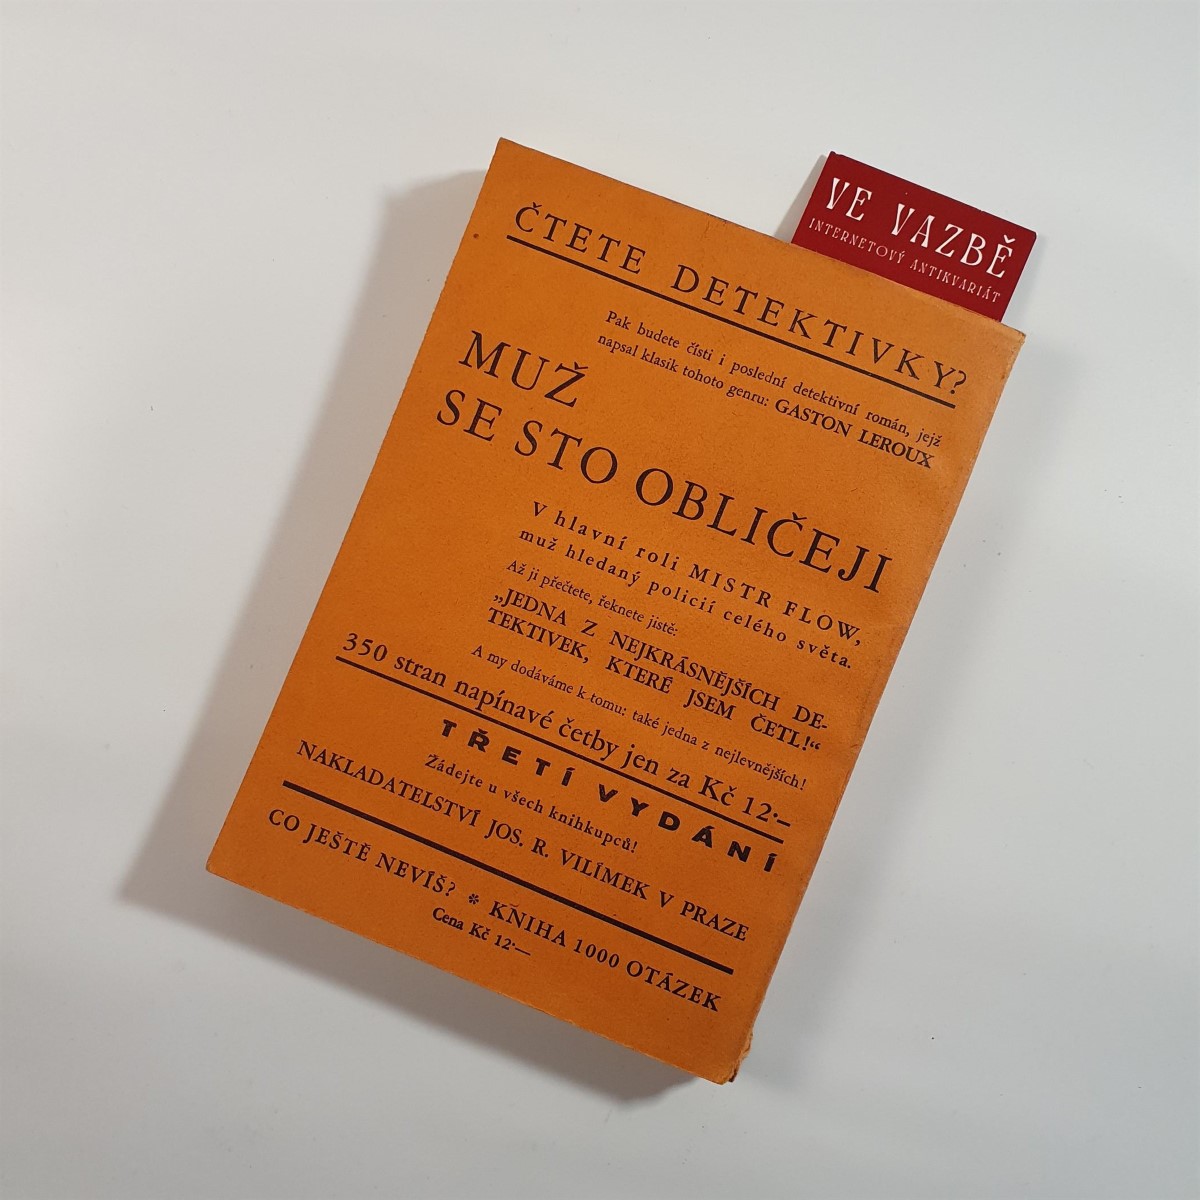 VE VAZBĚ
INTERNETOVÝ ANTIKVARIÁT
ČTETE DETEKTIVKY?
Pak budete čísti i poslední detektivní román, jejž
napsal klasik tohoto genru: GASTON LEROUX
MUŽ
SE STO OBLIČEJI
V hlavní roli MISTR FLOW,
muž hledaný policií celého světa.
Až ji přečtete, řeknete jistě:
„JEDNA Z NEJKRÁSNĚJŠÍCH DE-
TEKTIVEK, KTERÉ JSEM ČETL!“
A my dodáváme k tomu: také jedna z nejlevnějších!
350 stran napínavé četby jen za Kč 12·–
TŘETÍ VYDÁNÍ
Žádejte u všech knihkupců!
NAKLADATELSTVÍ JOS. R. VILÍMEK V PRAZE
CO JEŠTĚ NEVÍŠ? * KNIHA 1000 OTÁZEK
Cena Kč 12·—